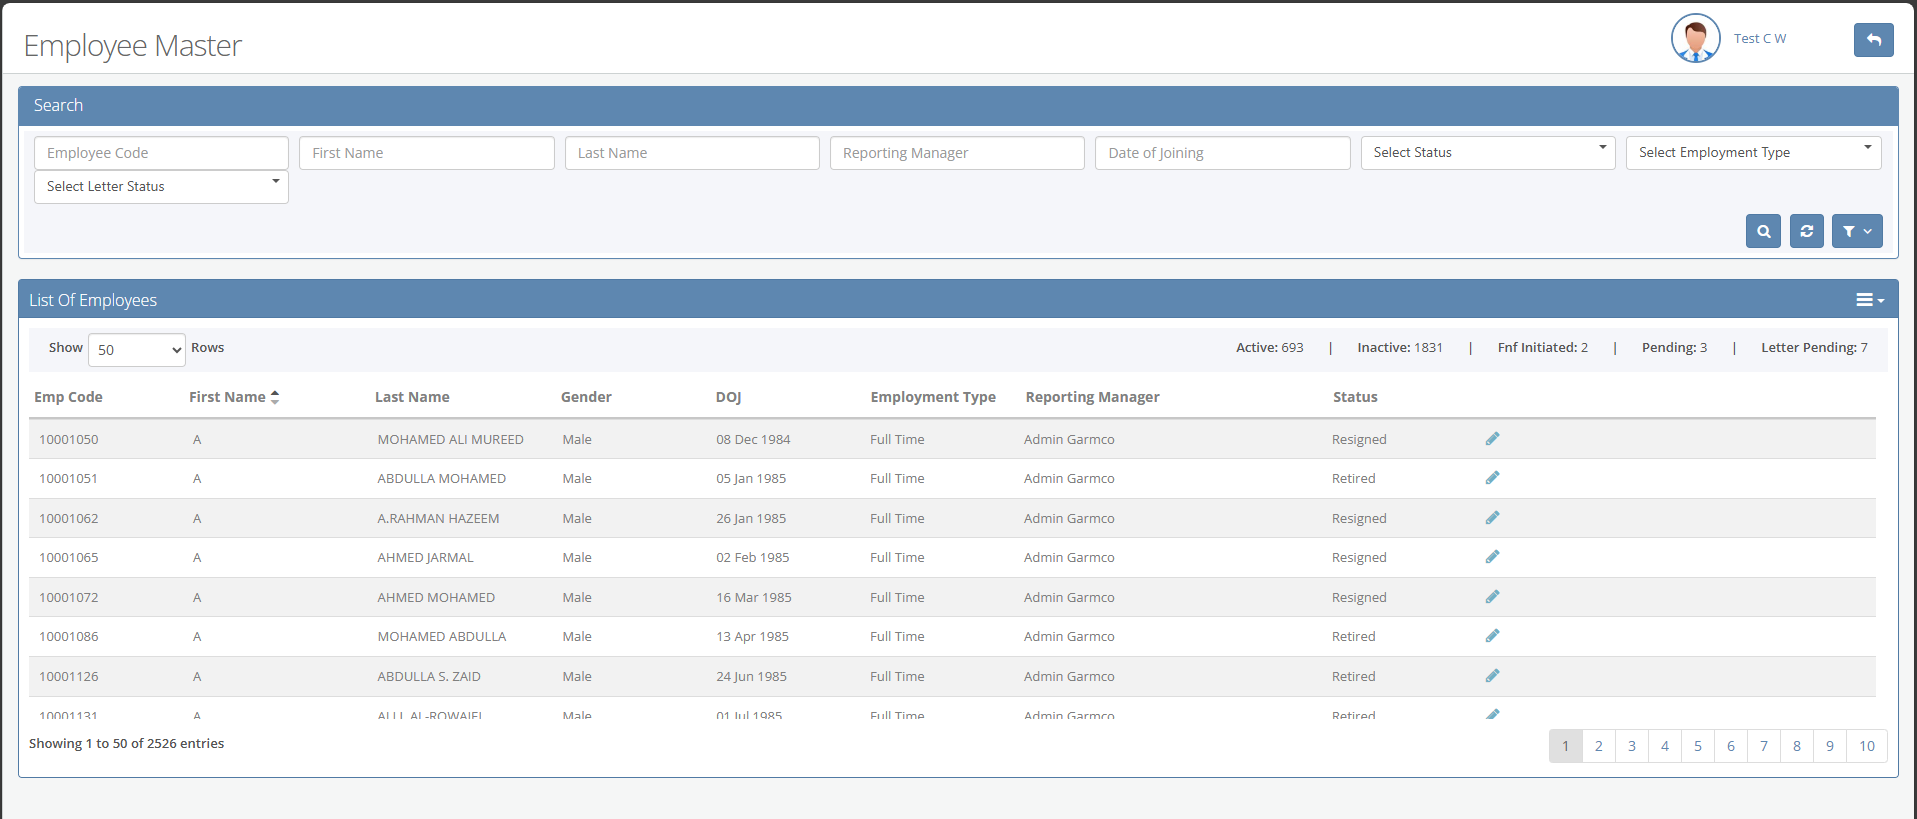 Employee Master
Test C W
Search
Employee Code First Name Last Name Reporting Manager Date of Joining Select Status Select Employment Type
Select Letter Status
List Of Employees
Show 50 Rows Active: 693 | Inactive: 1831 | Fnf Initiated: 2 | Pending: 3 | Letter Pending: 7
Emp Code First Name Last Name Gender DOJ Employment Type Reporting Manager Status
10001050 A MOHAMED ALI MUREED Male 08 Dec 1984 Full Time Admin Garmco Resigned
10001051 A ABDULLA MOHAMED Male 05 Jan 1985 Full Time Admin Garmco Retired
10001062 A A.RAHMAN HAZEEM Male 26 Jan 1985 Full Time Admin Garmco Resigned
10001065 A AHMED JARMAL Male 02 Feb 1985 Full Time Admin Garmco Resigned
10001072 A AHMED MOHAMED Male 16 Mar 1985 Full Time Admin Garmco Resigned
10001086 A MOHAMED ABDULLA Male 13 Apr 1985 Full Time Admin Garmco Retired
10001126 A ABDULLA S. ZAID Male 24 Jun 1985 Full Time Admin Garmco Retired
10001131 A Male 01 Jul 1985 Full Time Admin Garmco Retired
Showing 1 to 50 of 2526 entries
1 2 3 4 5 6 7 8 9 10